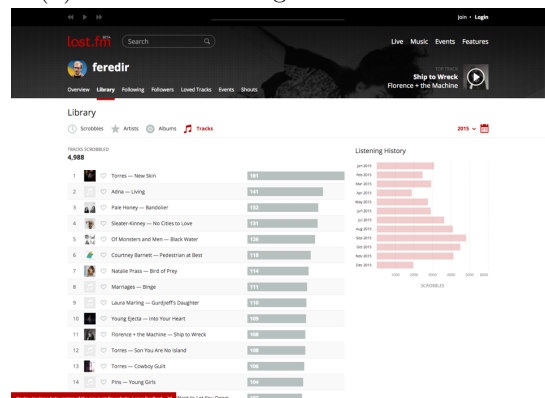 join • Login
lost.fm BETA
Search
Live Music Events Features
feredir
TOP TRACK
Ship to Wreck
Florence + the Machine
Overview Library Following Followers Loved Tracks Events Shouts
Library
Scrobbles Artists Albums Tracks
2015
TRACKS SCROBBLED
4,988
1 Torres — New Skin 181
2 Adna — Living 141
3 Pale Honey — Bandolier
4 Sleater-Kinney — No Cities to Love
5 Of Monsters and Men — Black Water
6 Courtney Barnett — Pedestrian at Best
7 Natalie Prass — Bird of Prey 114
8 Marriages — Binge 111
9 Laura Marling — Gurdjieff's Daughter 110
10 Young Ejecta — Into Your Heart 109
11 Florence + the Machine — Ship to Wreck 108
12 Torres — Son You Are No Island 108
13 Torres — Cowboy Guilt
14 Pins — Young Girls 104
Listening History
Jan 2015
Feb 2015
Mar 2015
Apr 2015
May 2015
Jun 2015
Jul 2015
Aug 2015
Sep 2015
Oct 2015
Nov 2015
Dec 2015
1000 2000 3000 4000 5000 6000
SCROBBLES